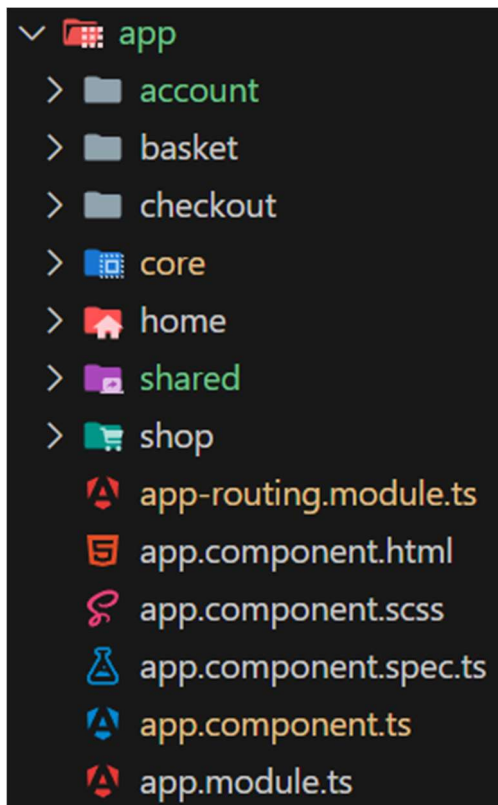 app
account
basket
checkout
core
home
shared
shop
app-routing.module.ts
app.component.html
app.component.scss
app.component.spec.ts
app.component.ts
app.module.ts